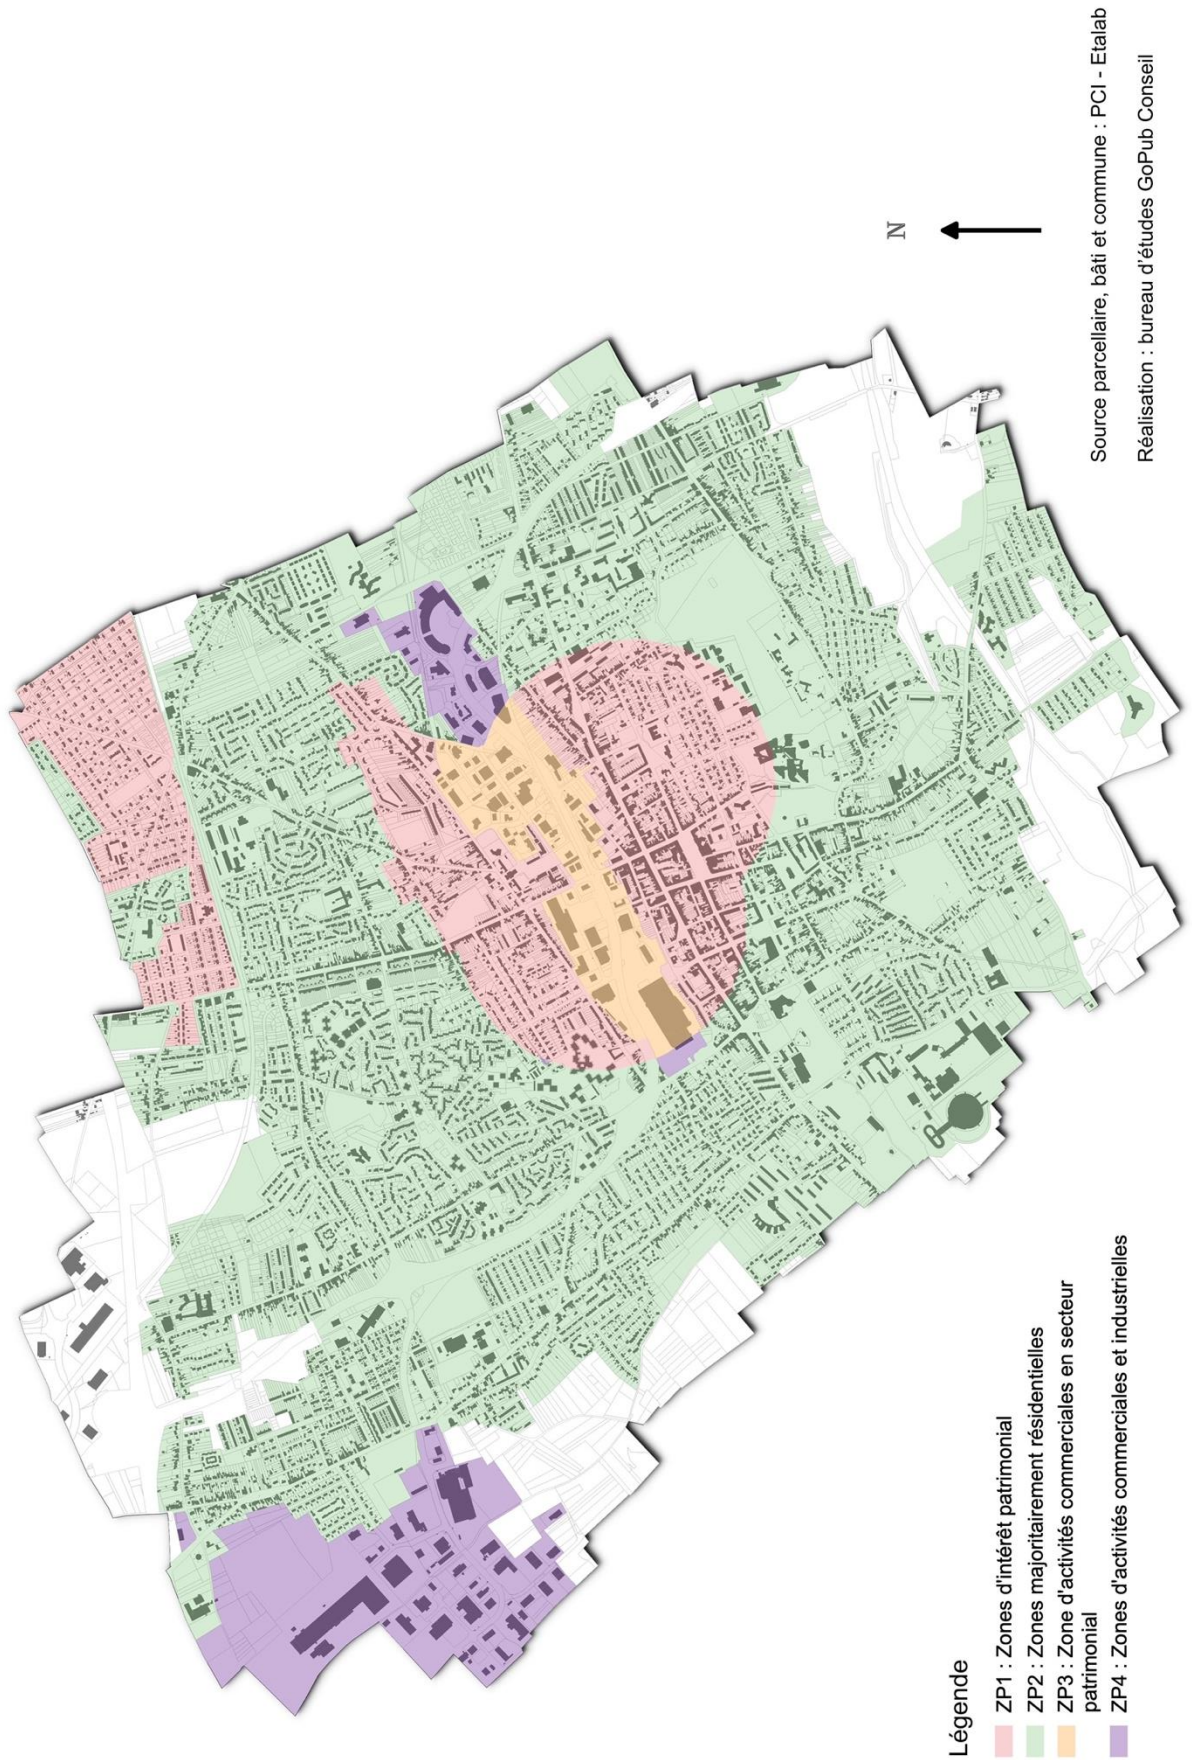 N
Source parcellaire, bâti et commune : PCI - Etalab
Réalisation : bureau d'études GoPub Conseil
Légende
ZP1 : Zones d'intérêt patrimonial
ZP2 : Zones majoritairement résidentielles
ZP3 : Zone d'activités commerciales en secteur
patrimonial
ZP4 : Zones d'activités commerciales et industrielles